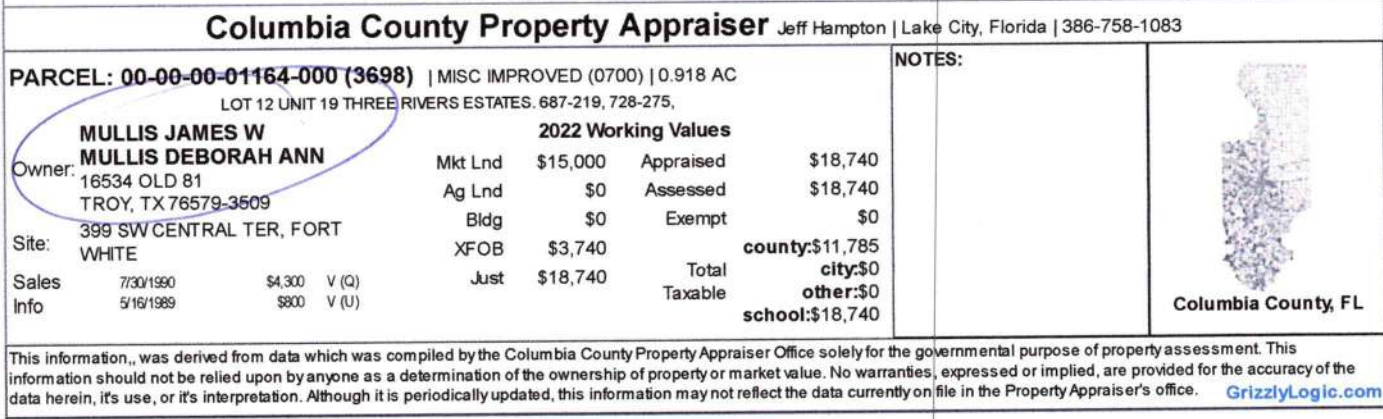 Columbia County Property Appraiser Jeff Hampton | Lake City, Florida | 386-758-1083
PARCEL: 00-00-00-01164-000 (3698) | MISC IMPROVED (0700) | 0.918 AC
LOT 12 UNIT 19 THREE RIVERS ESTATES. 687-219, 728-275,
Owner: MULLIS JAMES W
MULLIS DEBORAH ANN
16534 OLD 81
TROY, TX 76579-3509
Site: 399 SW CENTRAL TER, FORT
WHITE
Sales Info
7/30/1990 $4,300 V (Q)
5/16/1989 $800 V (U)
2022 Working Values
Mkt Lnd $15,000 Appraised $18,740
Ag Lnd $0 Assessed $18,740
Bldg $0 Exempt $0
XFOB $3,740
Just $18,740
Total Taxable
county:$11,785
city:$0
other:$0
school:$18,740
NOTES:
Columbia County, FL
This information,, was derived from data which was compiled by the Columbia County Property Appraiser Office solely for the governmental purpose of property assessment. This
information should not be relied upon by anyone as a determination of the ownership of property or market value. No warranties, expressed or implied, are provided for the accuracy of the
data herein, it's use, or it's interpretation. Although it is periodically updated, this information may not reflect the data currently on file in the Property Appraiser's office. GrizzlyLogic.com